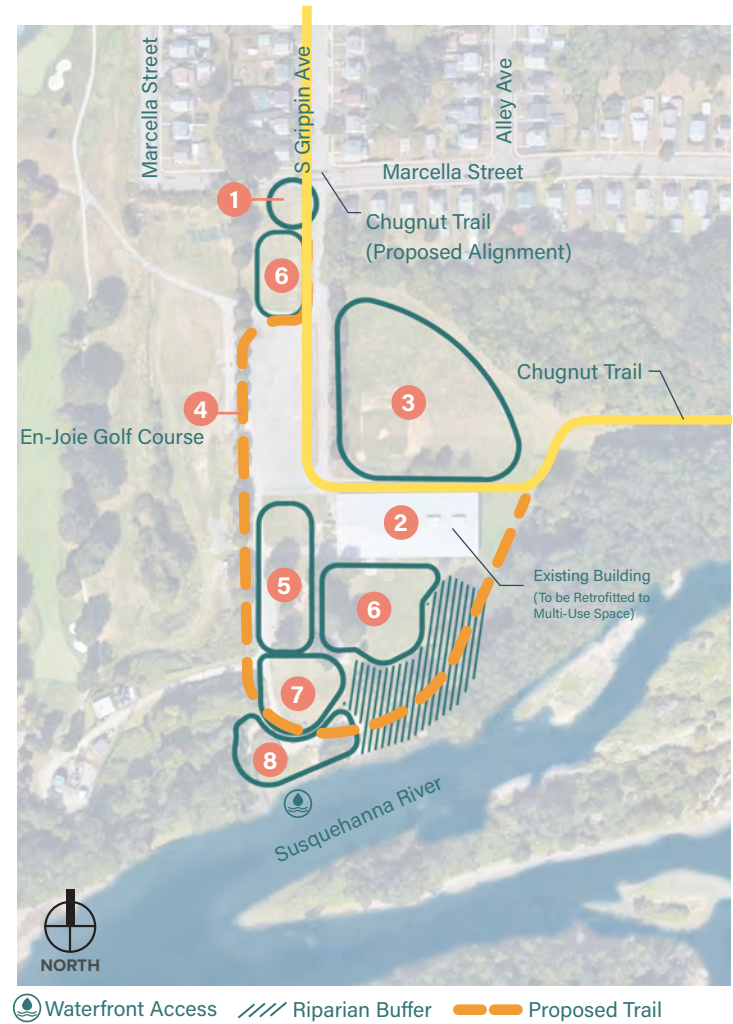 Marcella Street
S Grippin Ave
Alley Ave
Marcella Street
1
Chugnut Trail
(Proposed Alignment)
6
3
Chugnut Trail
4
En-Joie Golf Course
2
Existing Building
(To be Retrofitted to
Multi-Use Space)
5
6
7
8
Susquehanna River
NORTH
Waterfront Access
Riparian Buffer
Proposed Trail